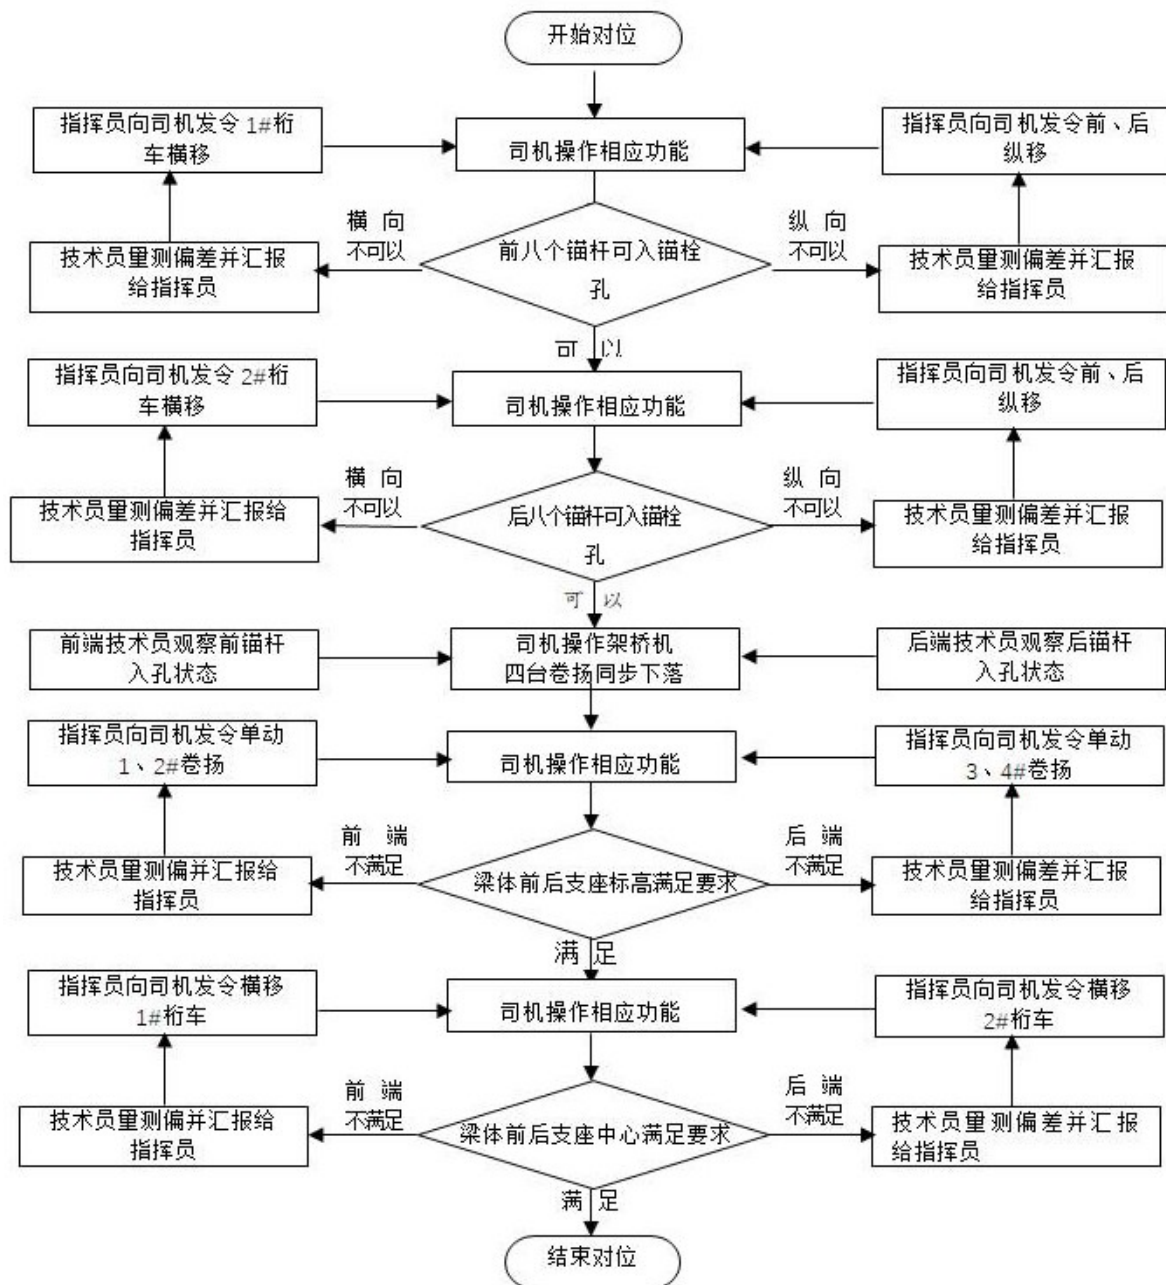 开始对位
指挥员向司机发令 1#桁
车横移
司机操作相应功能
指挥员向司机发令前、后
纵移
横 向
不可以
纵 向
不可以
技术员量测偏差并汇报
给指挥员
前八个锚杆可入锚栓
孔
技术员量测偏差并汇报
给指挥员
可 以
指挥员向司机发令 2#桁
车横移
司机操作相应功能
指挥员向司机发令前、后
纵移
横 向
不可以
纵 向
不可以
技术员量测偏差并汇报给
指挥员
后八个锚杆可入锚栓
孔
技术员量测偏差并汇报
给指挥员
可 以
前端技术员观察前锚杆
入孔状态
司机操作架桥机
四台卷扬同步下落
后端技术员观察后锚杆
入孔状态
指挥员向司机发令单动
1、2#卷扬
司机操作相应功能
指挥员向司机发令单动
3、4#卷扬
前 端
不满足
后 端
不满足
技术员量测偏并汇报给
指挥员
梁体前后支座标高满足要求
技术员量测偏差并汇报
给指挥员
满 足
指挥员向司机发令横移
1#桁车
司机操作相应功能
指挥员向司机发令横移
2#桁车
前 端
不满足
后 端
不满足
技术员量测偏并汇报给
指挥员
梁体前后支座中心满足要求
技术员量测偏差并汇报
给指挥员
满 足
结束对位